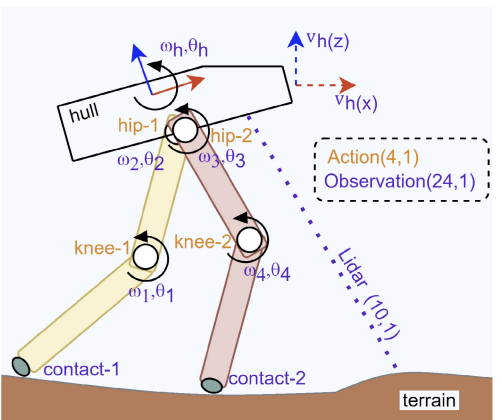 ωh,θh
vh(z)
hull
vh(x)
hip-1
hip-2
ω2,θ2
ω3,θ3
Action(4,1)
Observation(24,1)
knee-1
knee-2
Lidar (10,1)
ω1,θ1
ω4,θ4
contact-1
contact-2
terrain